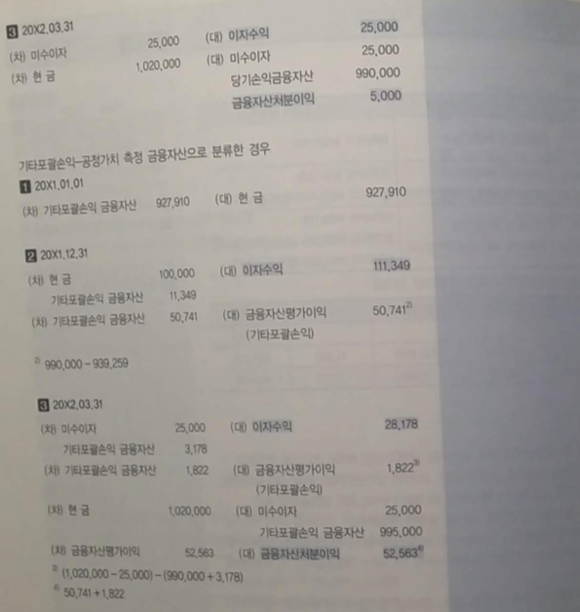 3 20X2.03.31
(차) 미수이자 25,000 (대) 이자수익 25,000
(차) 현 금 1,020,000 (대) 미수이자 25,000
당기손익금융자산 990,000
금융자산처분이익 5,000
기타포괄손익-공정가치 측정 금융자산으로 분류한 경우
1 20X1.01.01
(차) 기타포괄손익 금융자산 927,910 (대) 현 금 927,910
2 20X1.12.31
(차) 현 금 100,000 (대) 이자수익 111,349
기타포괄손익 금융자산 11,349
(차) 기타포괄손익 금융자산 50,741 (대) 금융자산평가이익 50,741²⁾
(기타포괄손익)
²⁾ 990,000-939,259
3 20X2.03.31
(차) 미수이자 25,000 (대) 이자수익 28,178
기타포괄손익 금융자산 3,178
(차) 기타포괄손익 금융자산 1,822 (대) 금융자산평가이익 1,822³⁾
(기타포괄손익)
(차) 현 금 1,020,000 (대) 미수이자 25,000
기타포괄손익 금융자산 995,000
(차) 금융자산평가이익 52,563 (대) 금융자산처분이익 52,563⁴⁾
³⁾ (1,020,000-25,000)-(990,000+3,178)
⁴⁾ 50,741+1,822